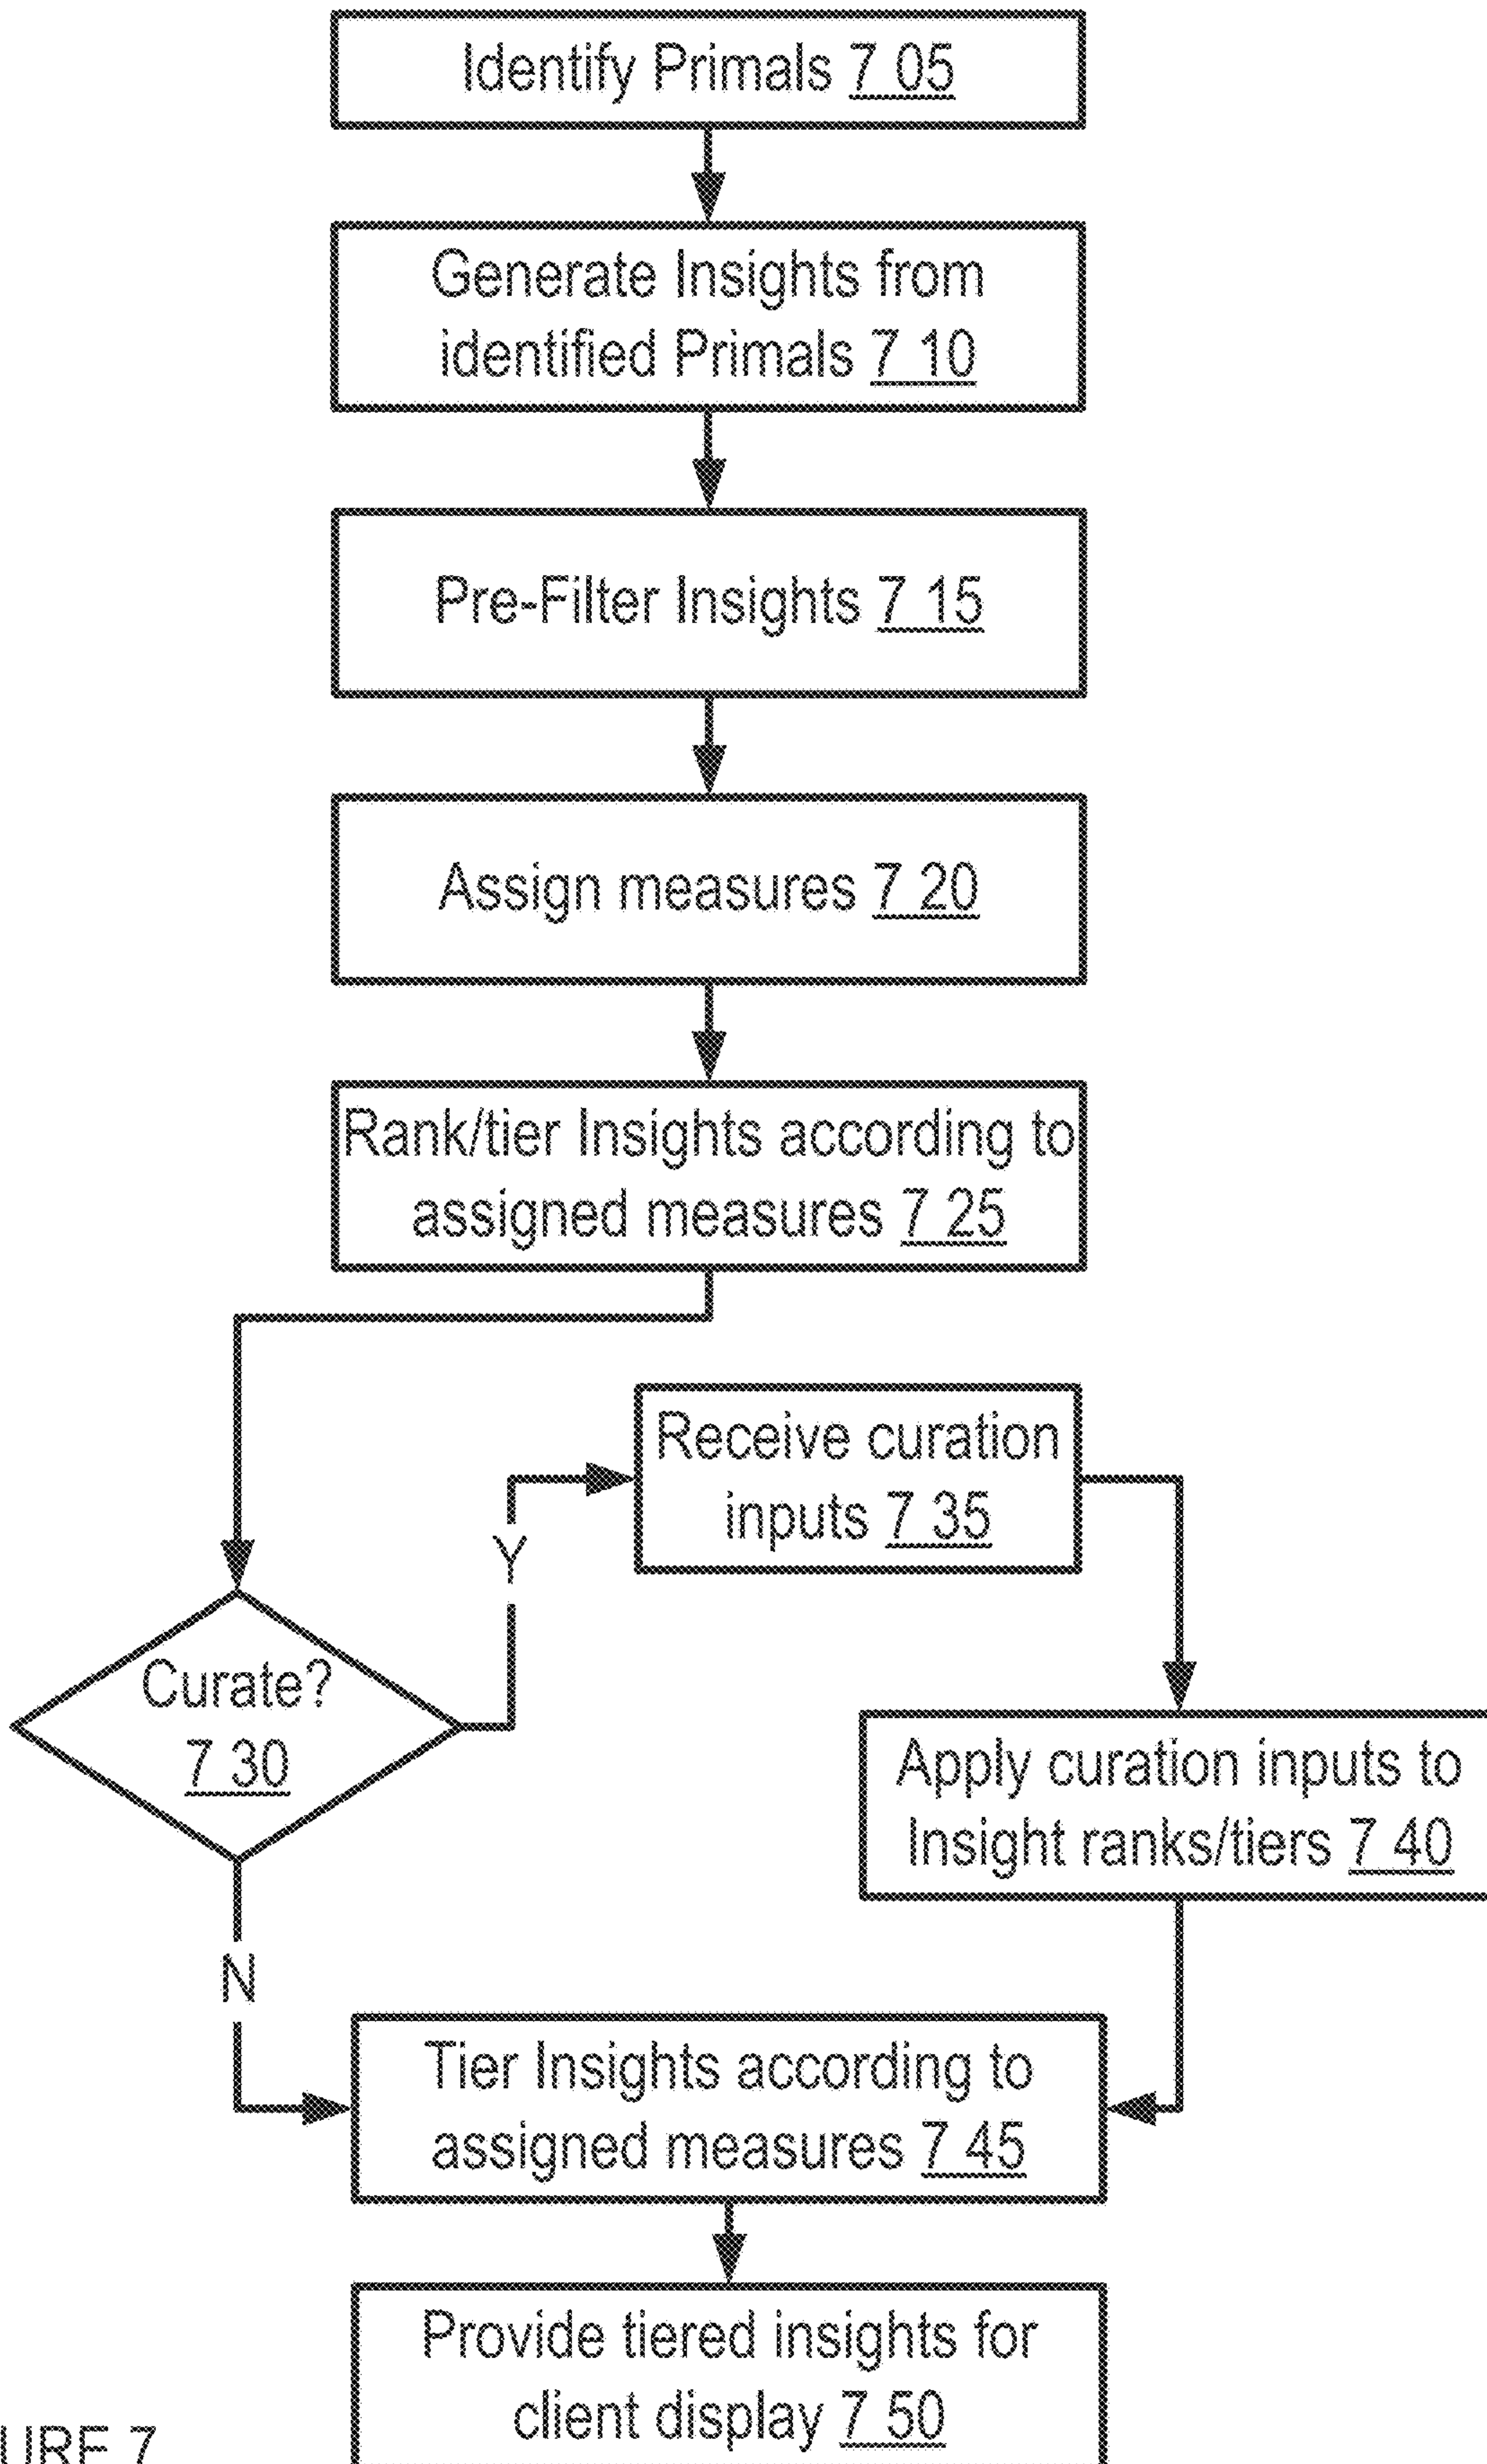 Identify Primals 7 05
Generate Insights from
identified Primals 7 10
Pre-Filter Insights 7 15
Assign measures 7 20
Rank/tier Insights according to
assigned measures 7 25
Receive curation
inputs 7 35
Y
Curate?
7 30
Apply curation inputs to
Insight ranks/tiers 7 40
N
Tier Insights according to
assigned measures 7 45
Provide tiered insights for
client display 7 50
URE 7